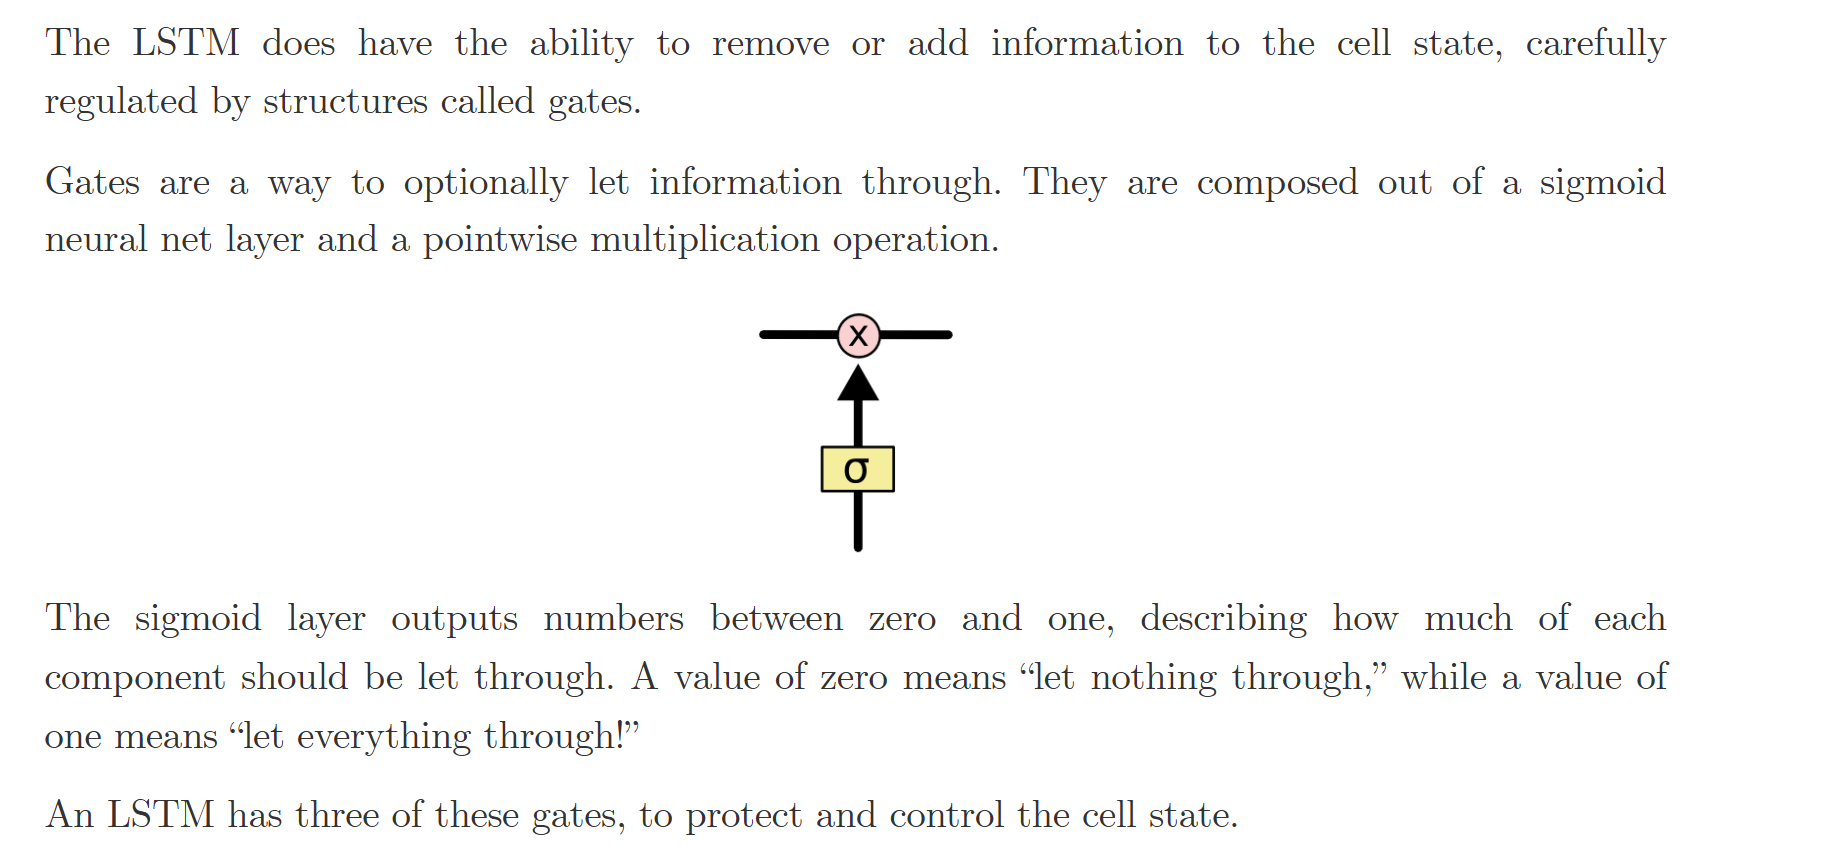 The LSTM does have the ability to remove or add information to the cell state, carefully
regulated by structures called gates.
Gates are a way to optionally let information through. They are composed out of a sigmoid
neural net layer and a pointwise multiplication operation.
x
σ
The sigmoid layer outputs numbers between zero and one, describing how much of each
component should be let through. A value of zero means “let nothing through,” while a value of
one means “let everything through!”
An LSTM has three of these gates, to protect and control the cell state.